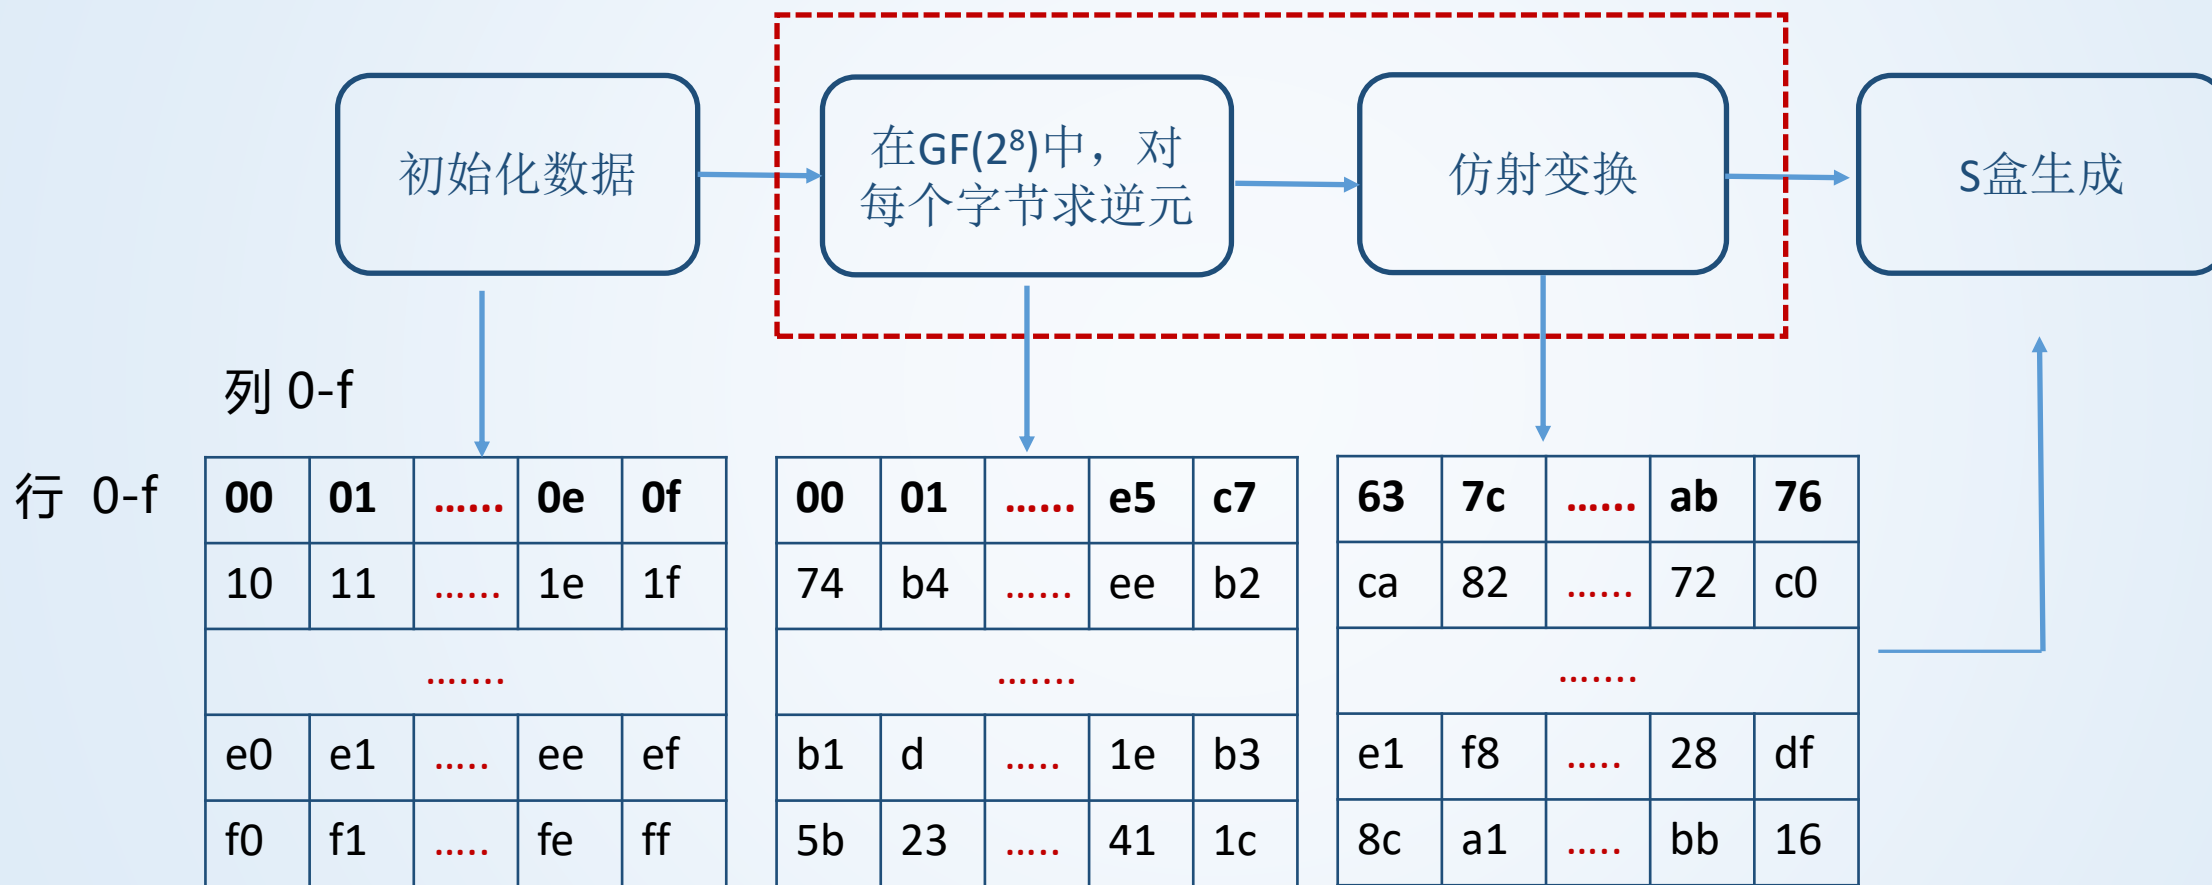 初始化数据
在GF(2⁸)中，对
每个字节求逆元
仿射变换
S盒生成
列 0-f
行 0-f
00 01 …… 0e 0f
10 11 …… 1e 1f
…….
e0 e1 ….. ee ef
f0 f1 ….. fe ff
00 01 …… e5 c7
74 b4 …… ee b2
…….
b1 d ….. 1e b3
5b 23 ….. 41 1c
63 7c …… ab 76
ca 82 …… 72 c0
…….
e1 f8 ….. 28 df
8c a1 ….. bb 16